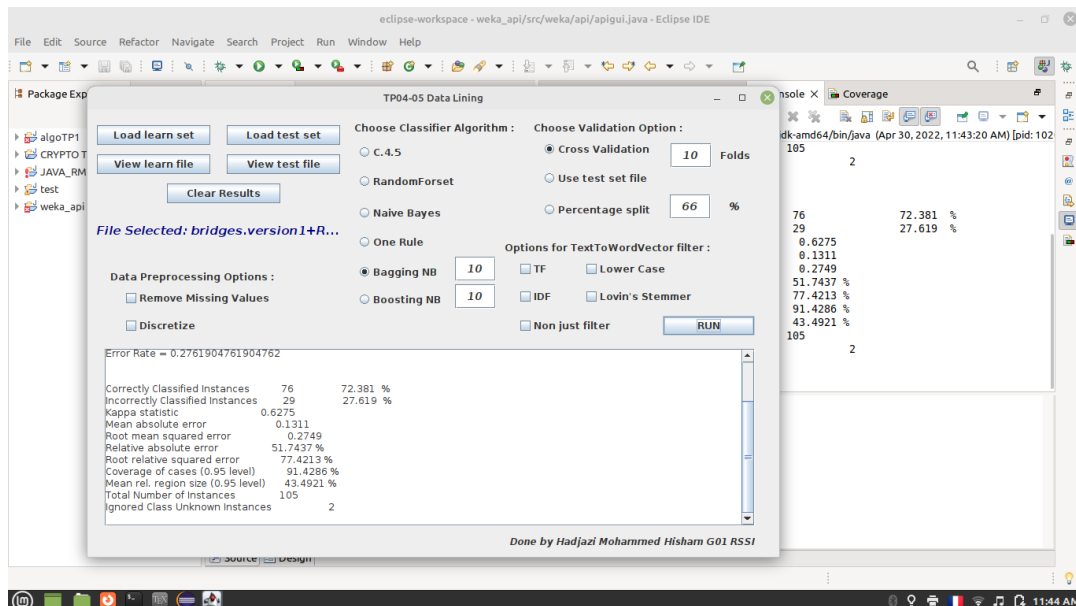 eclipse-workspace - weka_api/src/weka/api/apigui.java - Eclipse IDE
File Edit Source Refactor Navigate Search Project Run Window Help
Package Exp
algoTP1
CRYPTO T
JAVA_RM
test
weka_api
TP04-05 Data Lining
Load learn set Load test set
View learn file View test file
Clear Results
File Selected: bridges.version1+R...
Data Preprocessing Options :
Remove Missing Values
Discretize
Choose Classifier Algorithm :
C.4.5
RandomForset
Naive Bayes
One Rule
Bagging NB 10
Boosting NB 10
Choose Validation Option :
Cross Validation 10 Folds
Use test set file
Percentage split 66 %
Options for TextToWordVector filter :
TF Lower Case
IDF Lovin's Stemmer
Non just filter RUN
Error Rate = 0.2761904761904762
Correctly Classified Instances 76 72.381 %
Incorrectly Classified Instances 29 27.619 %
Kappa statistic 0.6275
Mean absolute error 0.1311
Root mean squared error 0.2749
Relative absolute error 51.7437 %
Root relative squared error 77.4213 %
Coverage of cases (0.95 level) 91.4286 %
Mean rel. region size (0.95 level) 43.4921 %
Total Number of Instances 105
Ignored Class Unknown Instances 2
Done by Hadjazi Mohammed Hisham G01 RSSI
nsole Coverage
dk-amd64/bin/java (Apr 30, 2022, 11:43:20 AM) [pid: 102
105
2
76 72.381 %
29 27.619 %
0.6275
0.1311
0.2749
51.7437 %
77.4213 %
91.4286 %
43.4921 %
105
2
Source Design
11:44 AM